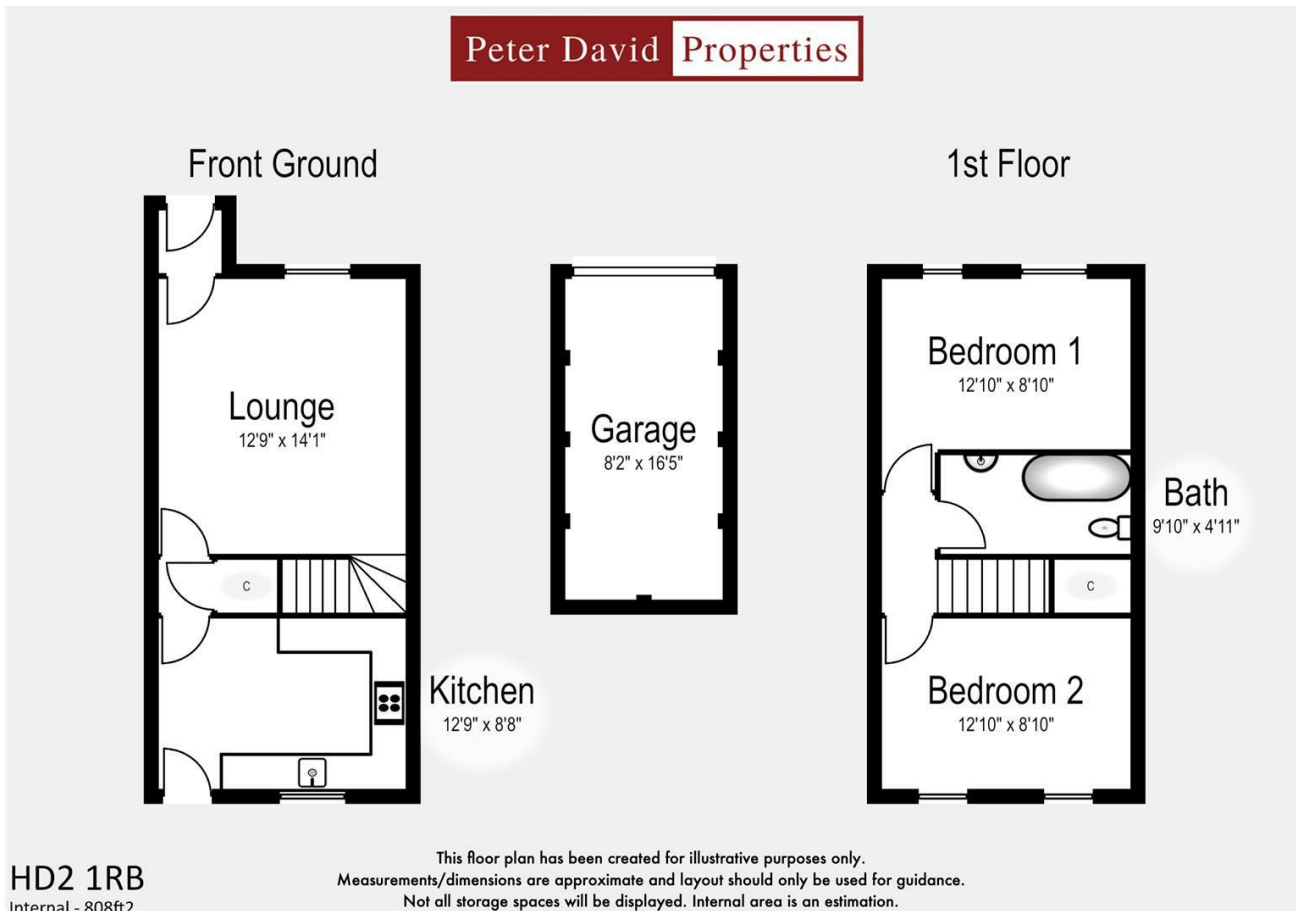 Peter David Properties
Front Ground
1st Floor
Lounge
12'9" x 14'1"
C
Kitchen
12'9" x 8'8"
Garage
8'2" x 16'5"
Bedroom 1
12'10" x 8'10"
Bath
9'10" x 4'11"
C
Bedroom 2
12'10" x 8'10"
HD2 1RB
Internal - 808ft2
This floor plan has been created for illustrative purposes only.
Measurements/dimensions are approximate and layout should only be used for guidance.
Not all storage spaces will be displayed. Internal area is an estimation.